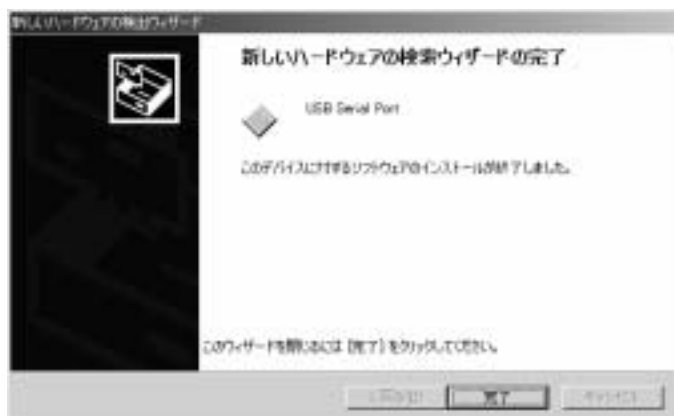 新しいハードウェアの検出ウィザード
新しいハードウェアの検索ウィザードの完了
USB Serial Port
このデバイスに対するソフトウェアのインストールが終了しました。
このウィザードを閉じるには [完了] をクリックしてください。
< 戻る(B)
完了
キャンセル